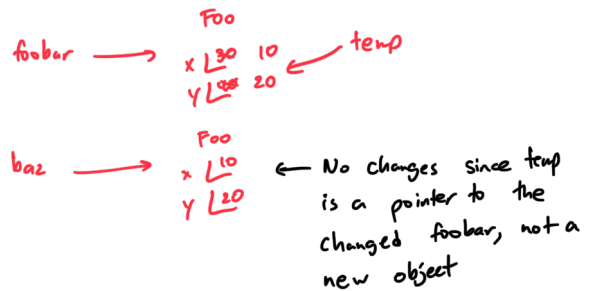 Foo
foobar x 30 10 temp
y 20
Foo
baz x 10
y 20
No changes since temp
is a pointer to the
changed foobar, not a
new object